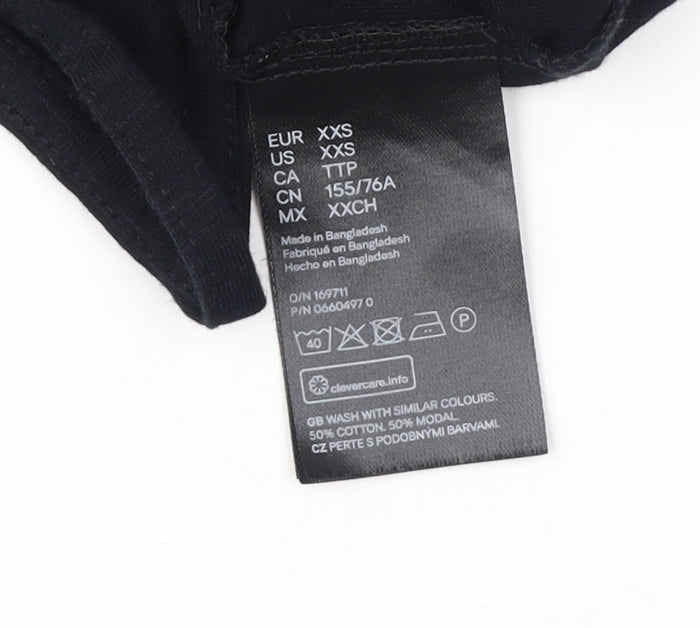 EUR XXS
US XXS
CA TTP
CN 155/76A
MX XXCH
Made in Bangladesh
Fabriqué en Bangladesh
Hecho en Bangladesh
O/N 169711
P/N 0660497 0
40 P
clevercare.info
GB WASH WITH SIMILAR COLOURS.
50% COTTON. 50% MODAL
CZ PERTE S PODOBNÝMI BARVAMI.